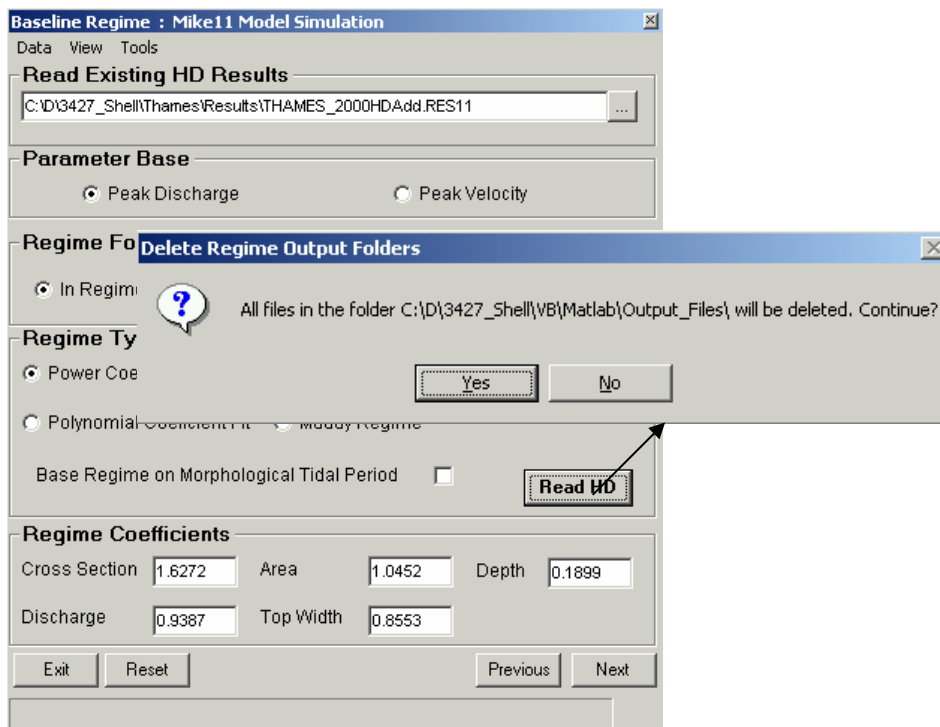 Baseline Regime : Mike11 Model Simulation
Data View Tools
Read Existing HD Results
C:\D\3427_Shell\Thames\Results\THAMES_2000HDAdd.RES11
...
Parameter Base
Peak Discharge Peak Velocity
Regime Fo
Delete Regime Output Folders
In Regim
All files in the folder C:\D\3427_Shell\VB\Matlab\Output_Files\ will be deleted. Continue?
Regime Ty
Power Coe
Yes No
Polynomial Coefficient Fit Muddy Regime
Base Regime on Morphological Tidal Period
Read HD
Regime Coefficients
Cross Section 1.6272 Area 1.0452 Depth 0.1899
Discharge 0.9387 Top Width 0.8553
Exit Reset Previous Next